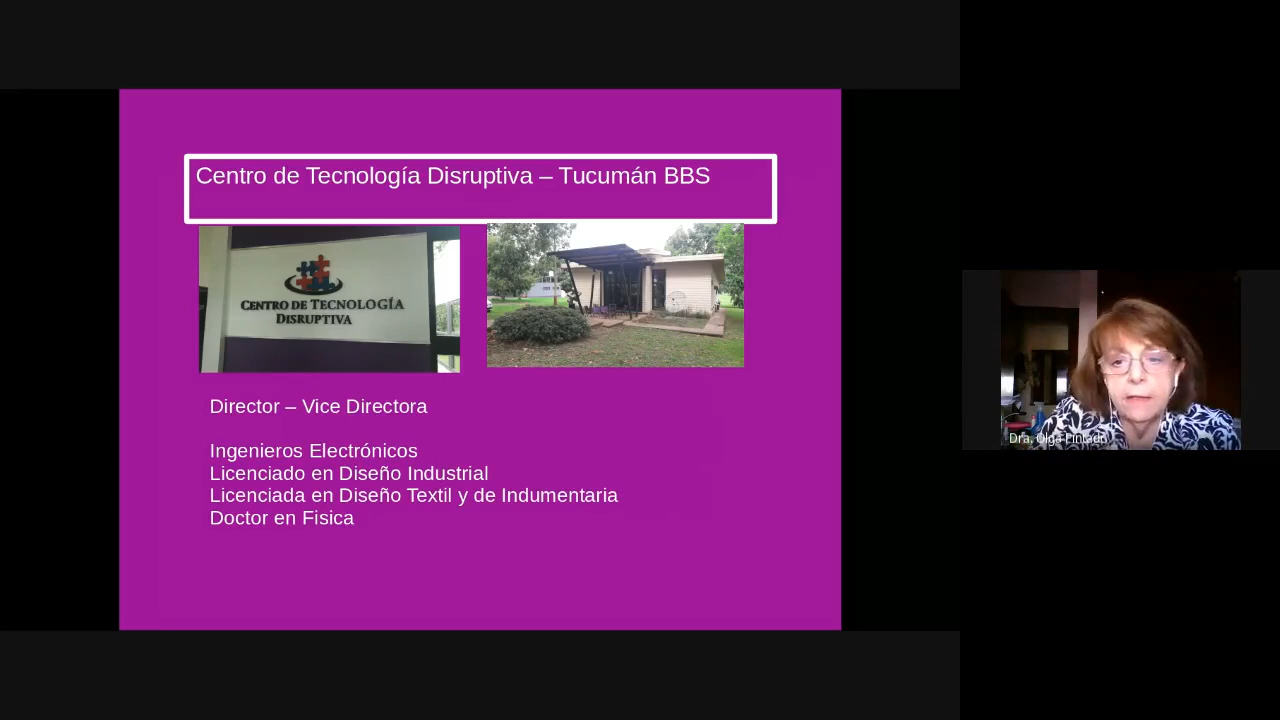 Centro de Tecnología Disruptiva – Tucumán BBS
CENTRO DE TECNOLOGÍA
DISRUPTIVA
Director – Vice Directora
Ingenieros Electrónicos
Licenciado en Diseño Industrial
Licenciada en Diseño Textil y de Indumentaria
Doctor en Fisica
Dra. Olga Pintado